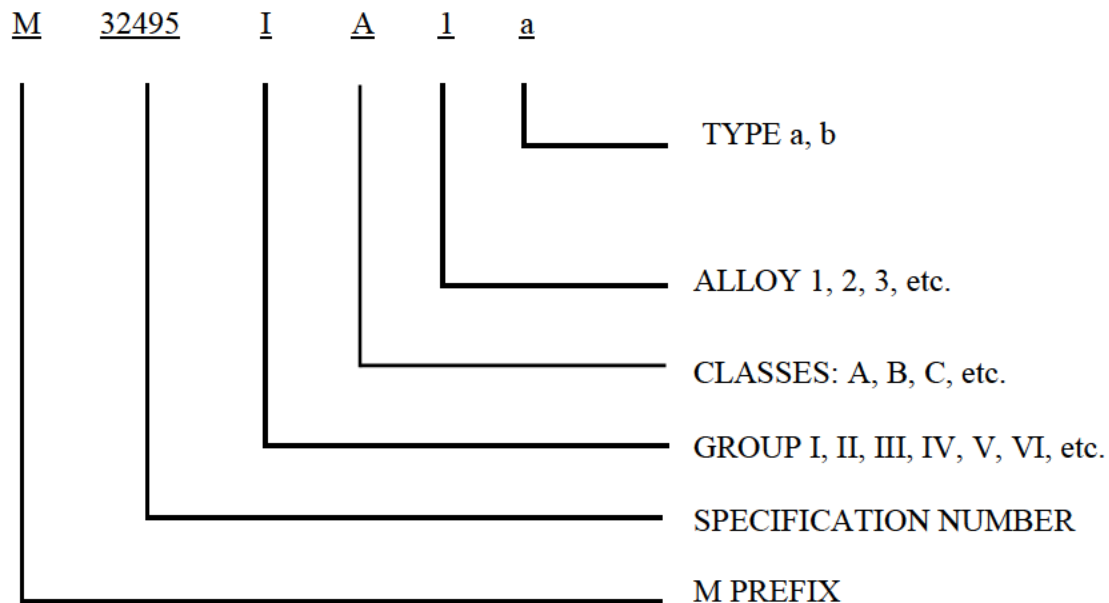 M 32495 I A 1 a
TYPE a, b
ALLOY 1, 2, 3, etc.
CLASSES: A, B, C, etc.
GROUP I, II, III, IV, V, VI, etc.
SPECIFICATION NUMBER
M PREFIX